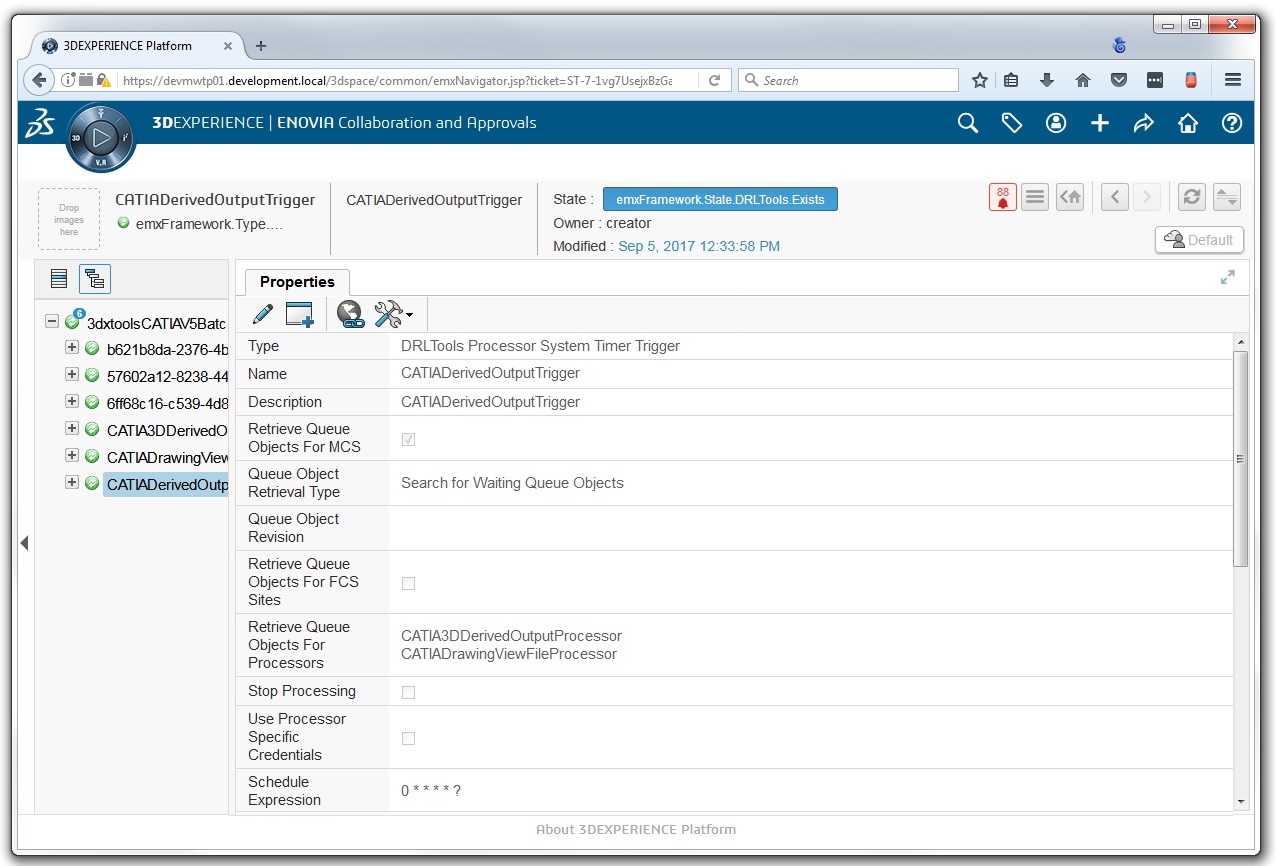 3DEXPERIENCE Platform
https://devmwtp01.development.local/3dspace/common/emxNavigator.jsp?ticket=ST-7-1vg7UsejxBzGa
Search
3DEXPERIENCE | ENOVIA Collaboration and Approvals
3D
V.R
Drop
images
here
CATIADerivedOutputTrigger
emxFramework.Type....
CATIADerivedOutputTrigger
State : emxFramework.State.DRLTools.Exists
Owner : creator
Modified : Sep 5, 2017 12:33:58 PM
88
Default
6
3dxtoolsCATIAV5Batc
b621b8da-2376-4b
57602a12-8238-44
6ff68c16-c539-4d8
CATIA3DDerivedO
CATIADrawingView
CATIADerivedOutp
Properties
Type DRLTools Processor System Timer Trigger
Name CATIADerivedOutputTrigger
Description CATIADerivedOutputTrigger
Retrieve Queue
Objects For MCS
Queue Object
Retrieval Type
Search for Waiting Queue Objects
Queue Object
Revision
Retrieve Queue
Objects For FCS
Sites
Retrieve Queue
Objects For
Processors
CATIA3DDerivedOutputProcessor
CATIADrawingViewFileProcessor
Stop Processing
Use Processor
Specific
Credentials
Schedule
Expression
0 * * * * ?
About 3DEXPERIENCE Platform